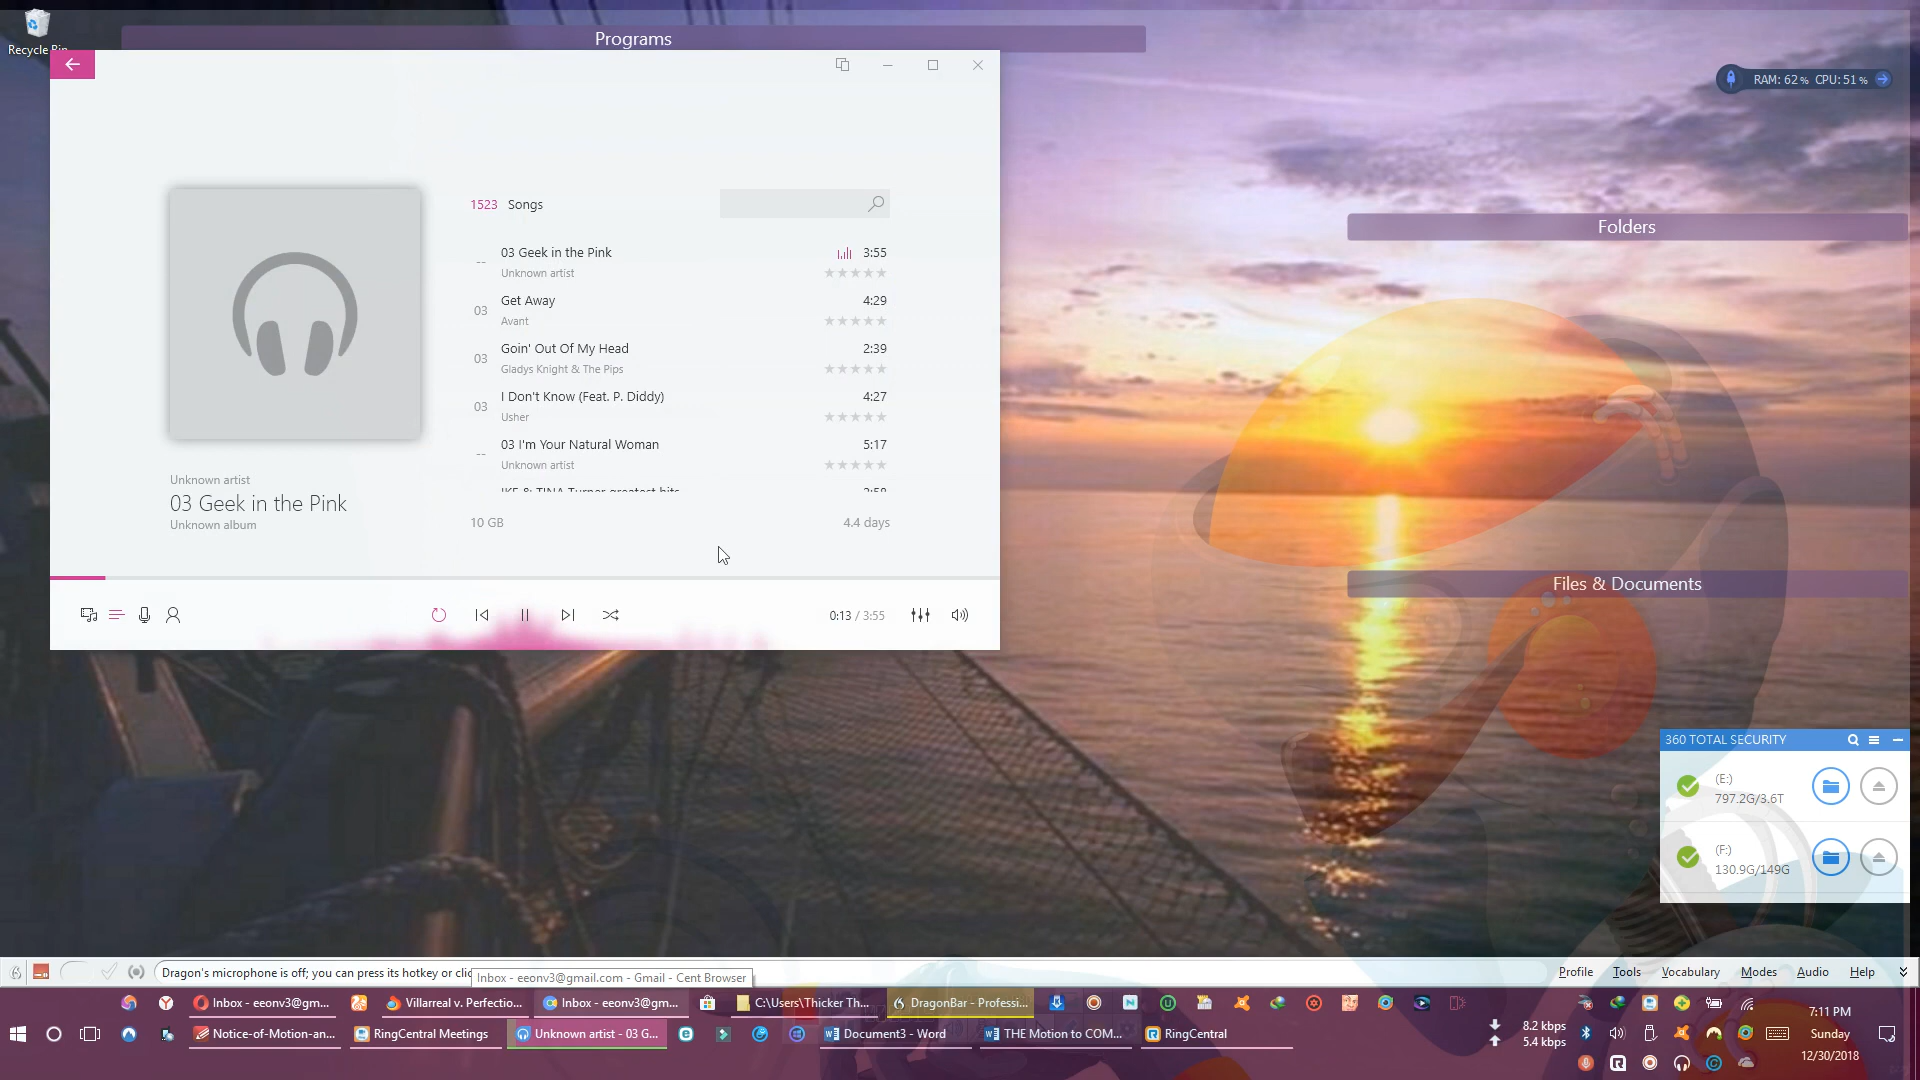 Recycle Bin
Programs
RAM: 62% CPU: 51%
1523 Songs
03 Geek in the Pink 3:55
-- Unknown artist
Get Away 4:29
03 Avant
Goin' Out Of My Head 2:39
03 Gladys Knight & The Pips
I Don't Know (Feat. P. Diddy) 4:27
03 Usher
03 I'm Your Natural Woman 5:17
-- Unknown artist
IKE & TINA Turner greatest hits 2:58
10 GB 4.4 days
Unknown artist
03 Geek in the Pink
Unknown album
0:13 / 3:55
Folders
Files & Documents
360 TOTAL SECURITY
(E:)
797.2G/3.6T
(F:)
130.9G/149G
Dragon's microphone is off; you can press its hotkey or clic
Inbox - eeonv3@gmail.com - Gmail - Cent Browser
Profile Tools Vocabulary Modes Audio Help
Inbox - eeonv3@gm...
Villarreal v. Perfectio...
Inbox - eeonv3@gm...
C:\Users\Thicker Th...
DragonBar - Professi...
Notice-of-Motion-an...
RingCentral Meetings
Unknown artist - 03 G...
Document3 - Word
THE Motion to COM...
RingCentral
8.2 kbps
5.4 kbps
7:11 PM
Sunday
12/30/2018